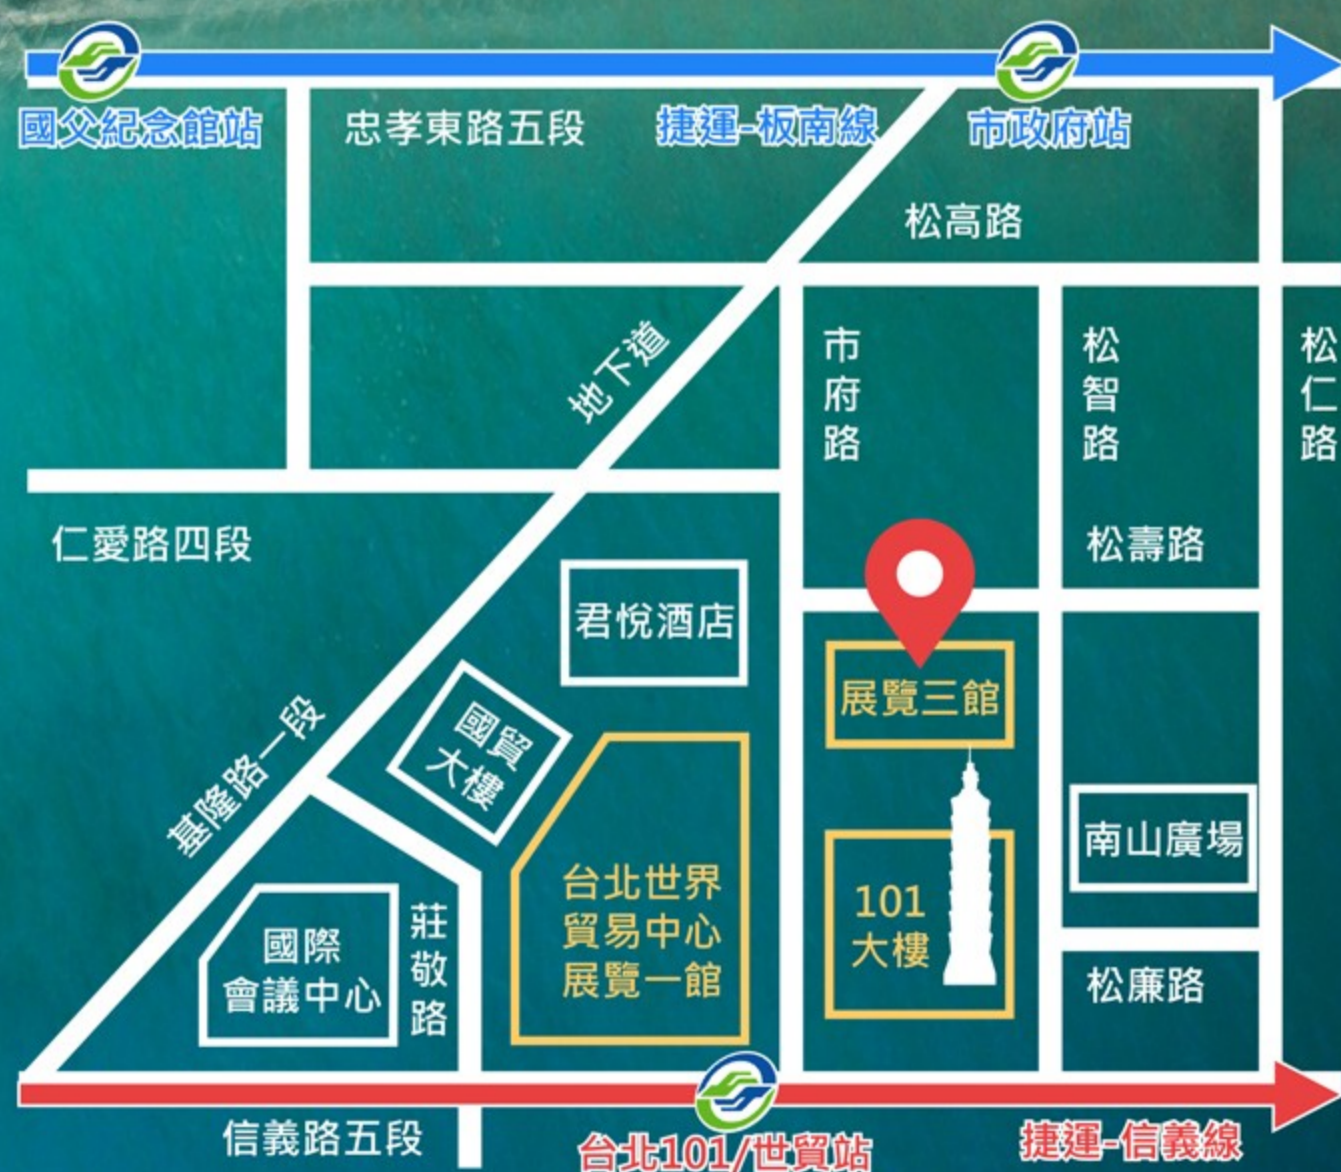 國父紀念館站
忠孝東路五段
捷運-板南線
市政府站
松高路
地下道
市府路
松智路
松仁路
仁愛路四段
松壽路
君悅酒店
展覽三館
國貿
大樓
基隆路一段
南山廣場
台北世界
貿易中心
展覽一館
101
大樓
莊敬路
國際
會議中心
松廉路
信義路五段
台北101/世貿站
捷運-信義線